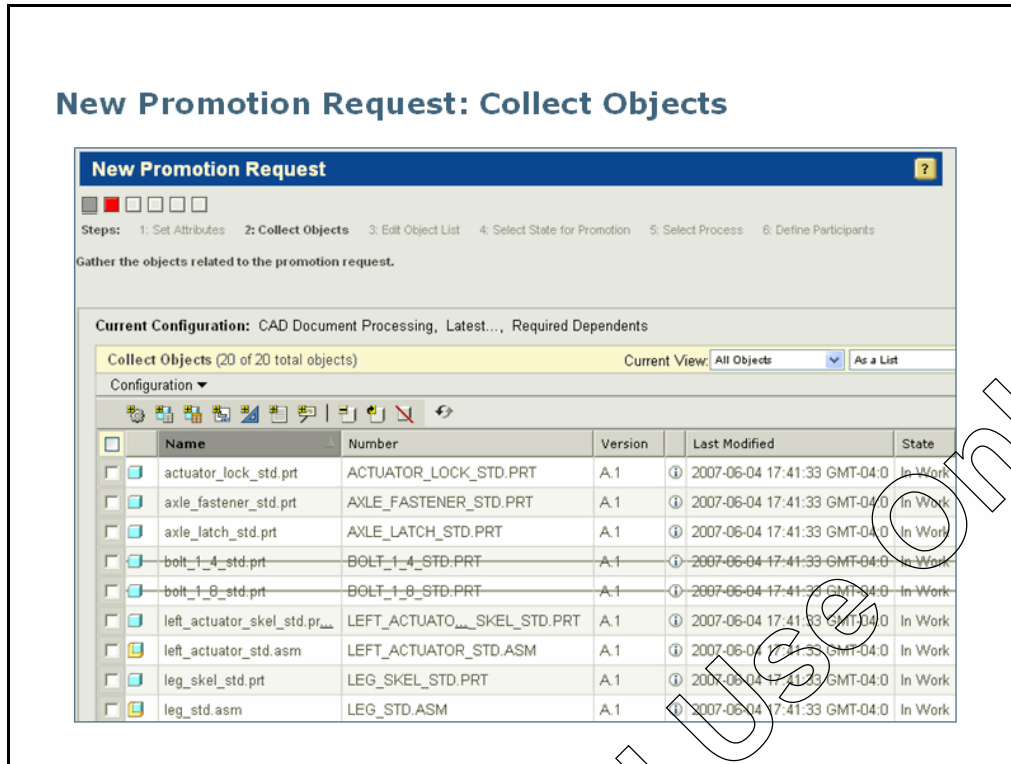 New Promotion Request: Collect Objects
New Promotion Request ?
Steps: 1: Set Attributes 2: Collect Objects 3: Edit Object List 4: Select State for Promotion 5: Select Process 6: Define Participants
Gather the objects related to the promotion request.
Current Configuration: CAD Document Processing, Latest..., Required Dependents
Collect Objects (20 of 20 total objects) Current View: All Objects As a List
Configuration
Name Number Version Last Modified State
actuator_lock_std.prt ACTUATOR_LOCK_STD.PRT A.1 2007-06-04 17:41:33 GMT-04:0 In Work
axle_fastener_std.prt AXLE_FASTENER_STD.PRT A.1 2007-06-04 17:41:33 GMT-04:0 In Work
axle_latch_std.prt AXLE_LATCH_STD.PRT A.1 2007-06-04 17:41:33 GMT-04:0 In Work
bolt_1_4_std.prt BOLT_1_4_STD.PRT A.1 2007-06-04 17:41:33 GMT-04:0 In Work
bolt_1_8_std.prt BOLT_1_8_STD.PRT A.1 2007-06-04 17:41:33 GMT-04:0 In Work
left_actuator_skel_std.pr... LEFT_ACTUATO..._SKEL_STD.PRT A.1 2007-06-04 17:41:33 GMT-04:0 In Work
left_actuator_std.asm LEFT_ACTUATOR_STD.ASM A.1 2007-06-04 17:41:33 GMT-04:0 In Work
leg_skel_std.prt LEG_SKEL_STD.PRT A.1 2007-06-04 17:41:33 GMT-04:0 In Work
leg_std.asm LEG_STD.ASM A.1 2007-06-04 17:41:33 GMT-04:0 In Work
Use On